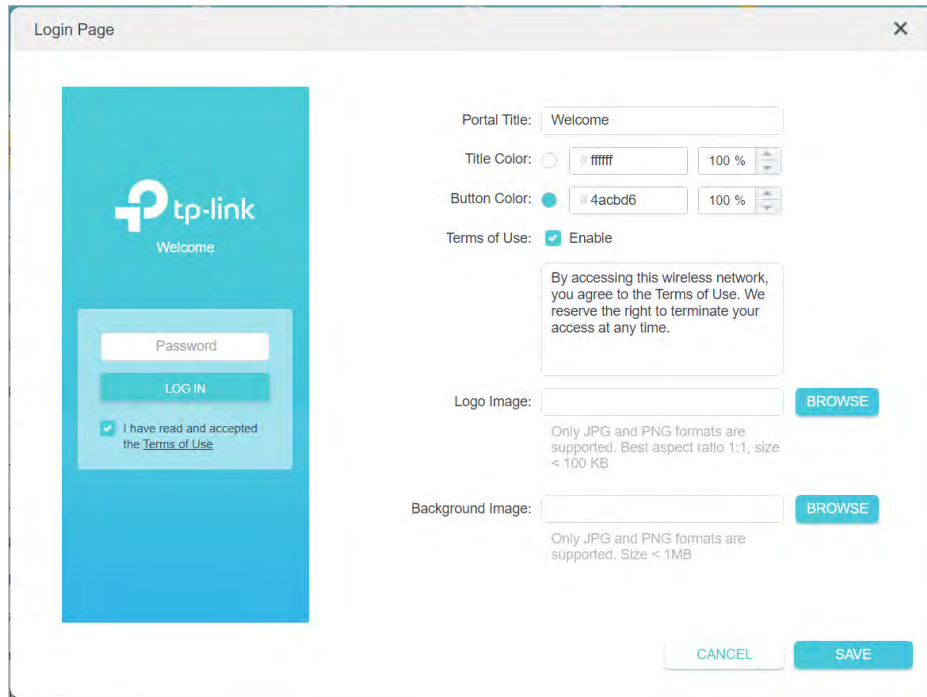 Login Page
tp-link
Welcome
Password
LOG IN
I have read and accepted
the Terms of Use
Portal Title: Welcome
Title Color: # ffffff 100 %
Button Color: # 4acbd6 100 %
Terms of Use: Enable
By accessing this wireless network,
you agree to the Terms of Use. We
reserve the right to terminate your
access at any time.
Logo Image: BROWSE
Only JPG and PNG formats are
supported. Best aspect ratio 1:1, size
< 100 KB
Background Image: BROWSE
Only JPG and PNG formats are
supported. Size < 1MB
CANCEL SAVE